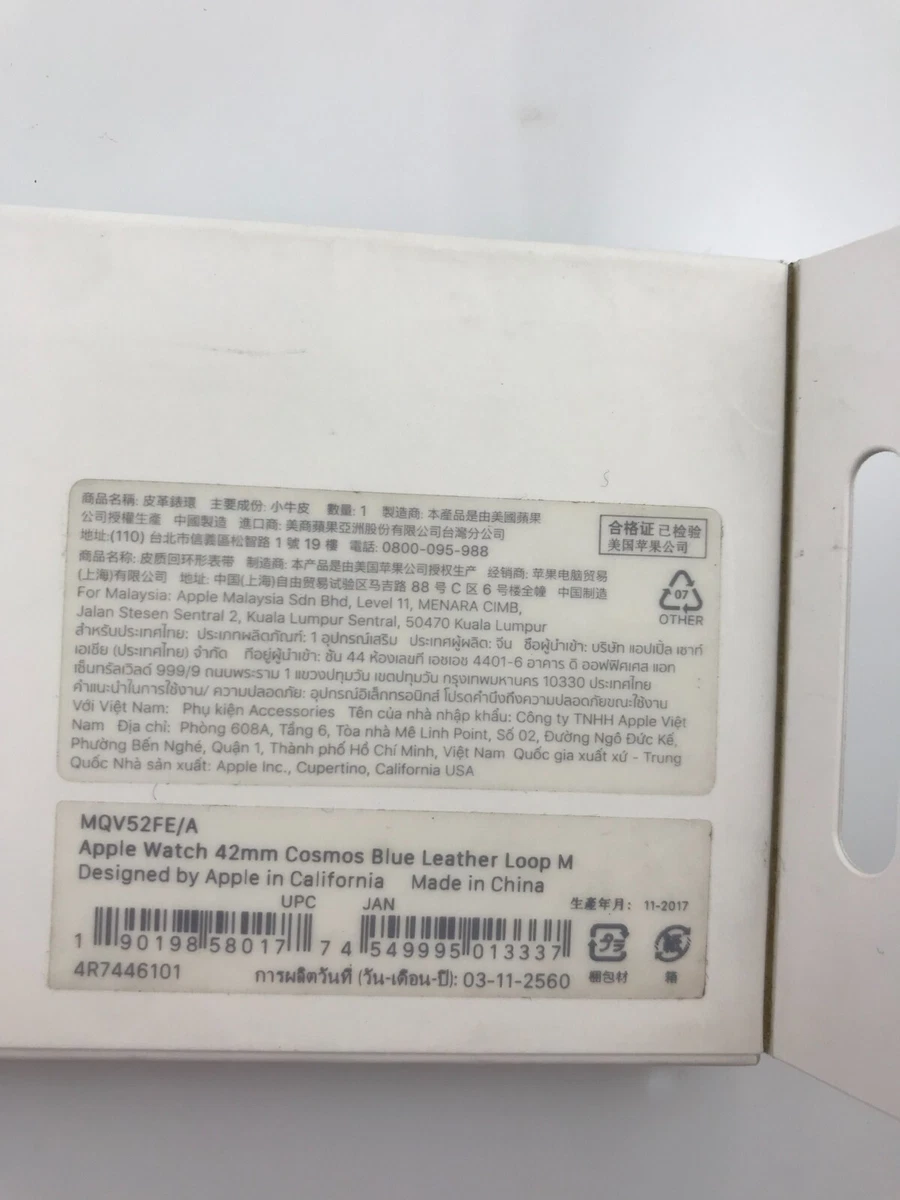 商品名稱: 皮革錶環 主要成份: 小牛皮 數量: 1 製造商: 本產品是由美國蘋果
公司授權生產 中國製造 進口商: 美商蘋果亞洲股份有限公司台灣分公司
地址:(110) 台北市信義區松智路 1 號 19 樓 電話: 0800-095-988
合格证 已检验
美国苹果公司
商品名称: 皮质回环形表带 制造商: 本产品是由美国苹果公司授权生产 经销商: 苹果电脑贸易
(上海)有限公司 地址: 中国(上海)自由贸易试验区马吉路 88 号 C 区 6 号楼全幢 中国制造
07
OTHER
For Malaysia: Apple Malaysia Sdn Bhd, Level 11, MENARA CIMB,
Jalan Stesen Sentral 2, Kuala Lumpur Sentral, 50470 Kuala Lumpur
สำหรับประเทศไทย: ประเภทผลิตภัณฑ์: 1 อุปกรณ์เสริม ประเทศผู้ผลิต: จีน ชื่อผู้นำเข้า: บริษัท แอปเปิ้ล เซาท์
เอเชีย (ประเทศไทย) จำกัด ที่อยู่ผู้นำเข้า: ชั้น 44 ห้องเลขที่ เอชเอช 4401-6 อาคาร ดิ ออฟฟิศเศส แอท
เซ็นทรัลเวิลด์ 999/9 ถนนพระราม 1 แขวงปทุมวัน เขตปทุมวัน กรุงเทพมหานคร 10330 ประเทศไทย
คำแนะนำในการใช้งาน/ ความปลอดภัย: อุปกรณ์อิเล็กทรอนิกส์ โปรดคำนึงถึงความปลอดภัยขณะใช้งาน
Với Việt Nam: Phụ kiện Accessories Tên của nhà nhập khẩu: Công ty TNHH Apple Việt
Nam Địa chỉ: Phòng 608A, Tầng 6, Tòa nhà Mê Linh Point, Số 02, Đường Ngô Đức Kế,
Phường Bến Nghé, Quận 1, Thành phố Hồ Chí Minh, Việt Nam Quốc gia xuất xứ - Trung
Quốc Nhà sản xuất: Apple Inc., Cupertino, California USA
MQV52FE/A
Apple Watch 42mm Cosmos Blue Leather Loop M
Designed by Apple in California Made in China
UPC JAN 生產年月: 11-2017
1 90198 58017 7 4 549995 013337
プラ 紙
4R7446101 การผลิตวันที่ (วัน-เดือน-ปี): 03-11-2560 梱包材 箱